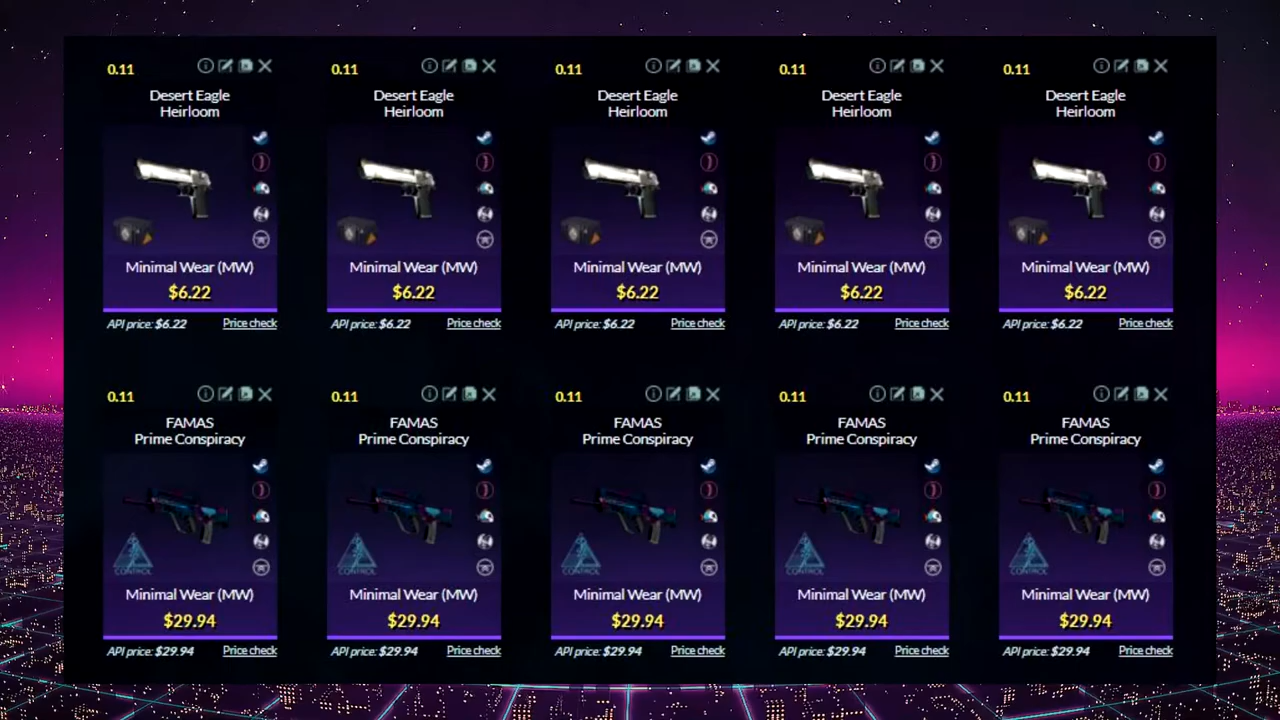 0.11 0.11 0.11 0.11 0.11
Desert Eagle Desert Eagle Desert Eagle Desert Eagle Desert Eagle
Heirloom Heirloom Heirloom Heirloom Heirloom
Minimal Wear (MW) Minimal Wear (MW) Minimal Wear (MW) Minimal Wear (MW) Minimal Wear (MW)
$6.22 $6.22 $6.22 $6.22 $6.22
API price: $6.22 Price check API price: $6.22 Price check API price: $6.22 Price check API price: $6.22 Price check API price: $6.22 Price check
0.11 0.11 0.11 0.11 0.11
FAMAS FAMAS FAMAS FAMAS FAMAS
Prime Conspiracy Prime Conspiracy Prime Conspiracy Prime Conspiracy Prime Conspiracy
CONTROL CONTROL CONTROL CONTROL CONTROL
Minimal Wear (MW) Minimal Wear (MW) Minimal Wear (MW) Minimal Wear (MW) Minimal Wear (MW)
$29.94 $29.94 $29.94 $29.94 $29.94
API price: $29.94 Price check API price: $29.94 Price check API price: $29.94 Price check API price: $29.94 Price check API price: $29.94 Price check